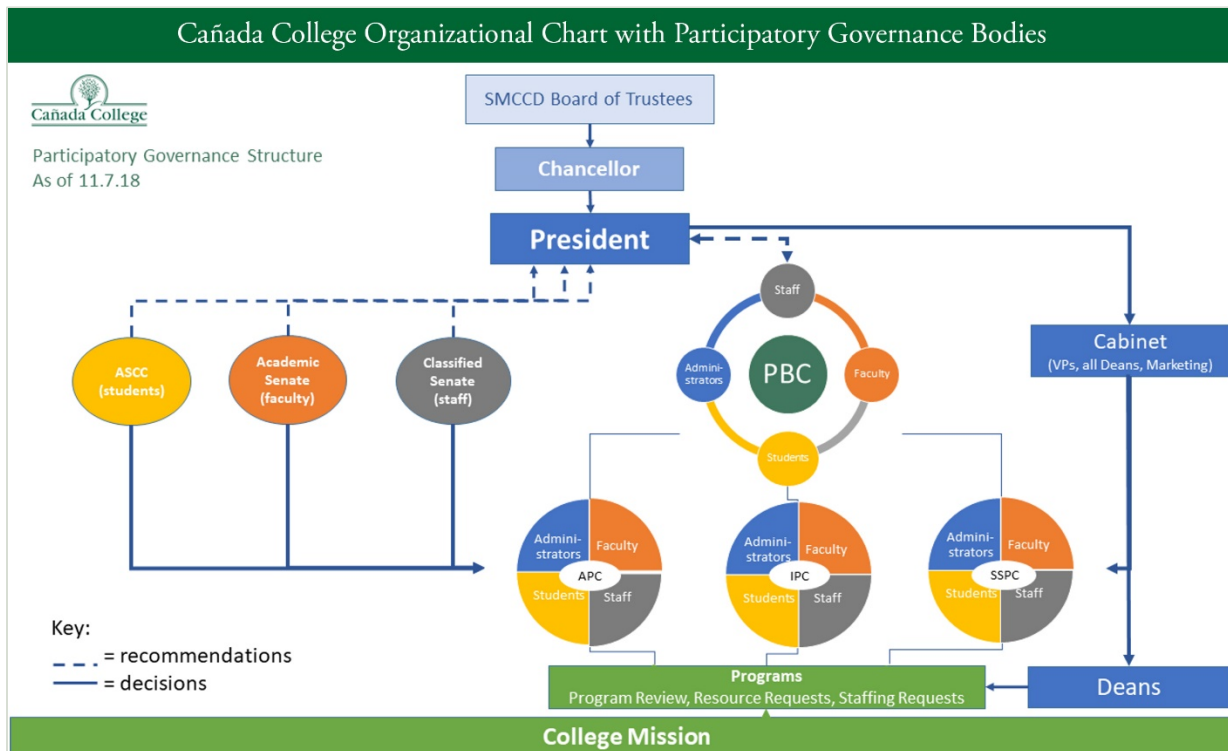 Cañada College Organizational Chart with Participatory Governance Bodies
Cañada College
Participatory Governance Structure
As of 11.7.18
SMCCD Board of Trustees
Chancellor
President
Staff
Admini-
strators
PBC
Faculty
Students
Cabinet
(VPs, all Deans, Marketing)
ASCC
(students)
Academic
Senate
(faculty)
Classified
Senate
(staff)
Admini-
strators
Faculty
APC
Students
Staff
Admini-
strators
Faculty
IPC
Students
Staff
Admini-
strators
Faculty
SSPC
Students
Staff
Key:
= recommendations
= decisions
Programs
Program Review, Resource Requests, Staffing Requests
Deans
College Mission